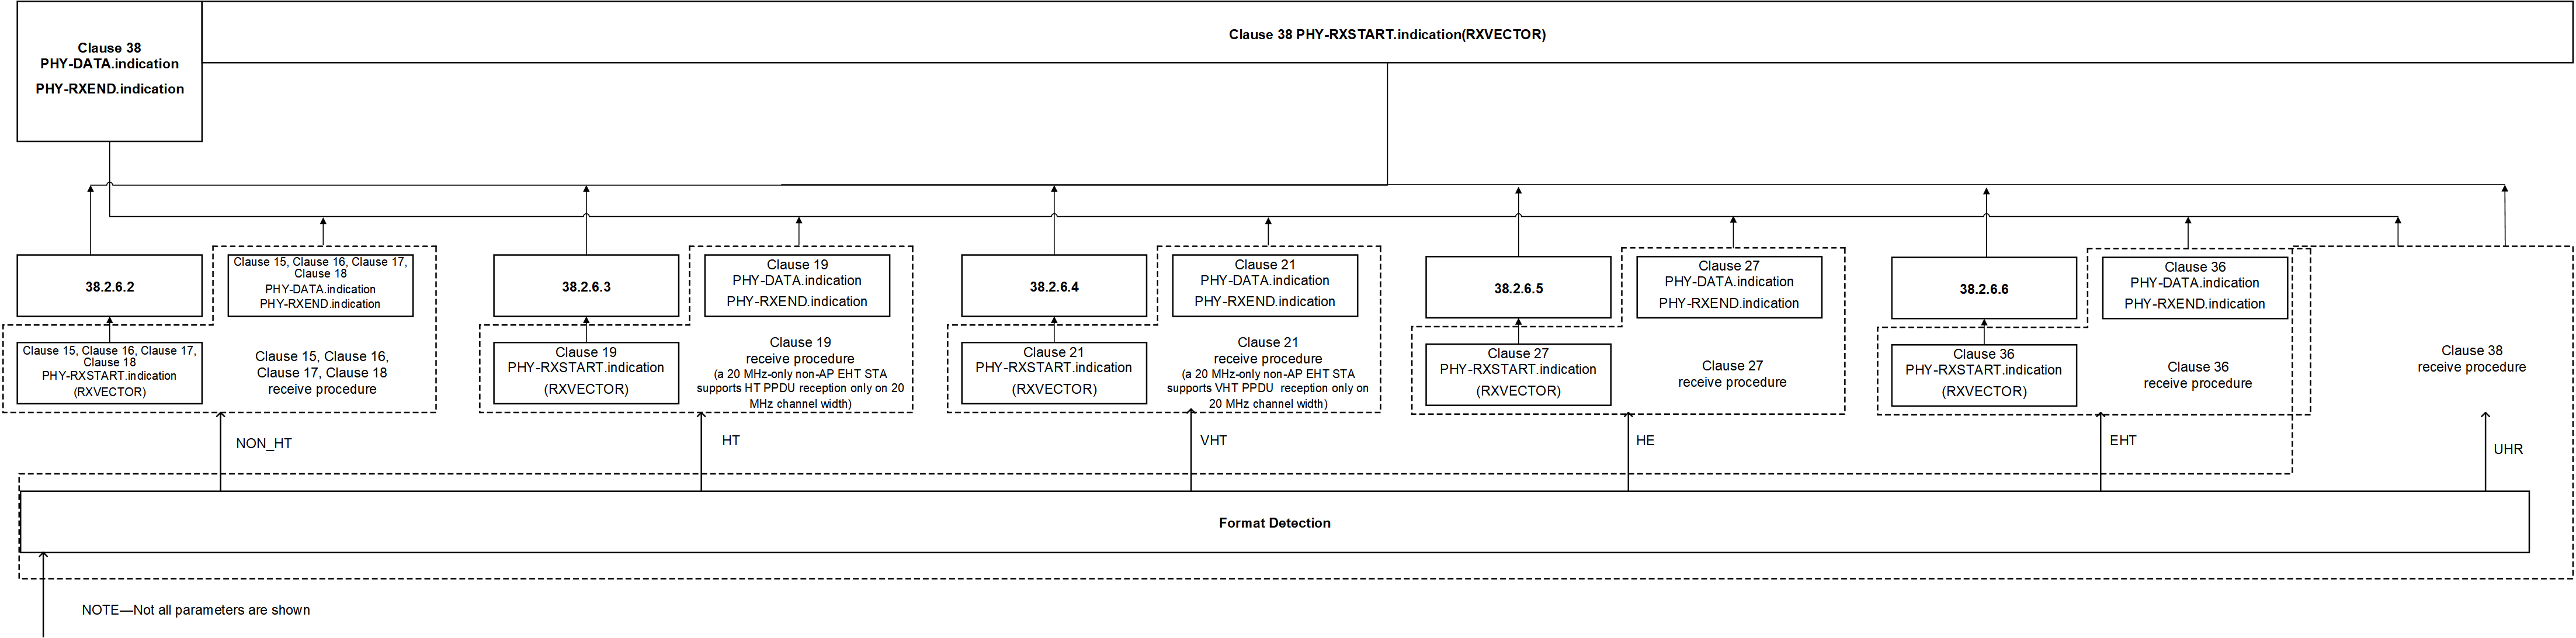 Clause 38
PHY-DATA.indication
PHY-RXEND.indication
Clause 38 PHY-RXSTART.indication(RXVECTOR)
38.2.6.2
Clause 15, Clause 16, Clause 17,
Clause 18
PHY-DATA.indication
PHY-RXEND.indication
Clause 15, Clause 16, Clause 17,
Clause 18
PHY-RXSTART.indication
(RXVECTOR)
Clause 15, Clause 16,
Clause 17, Clause 18
receive procedure
38.2.6.3
Clause 19
PHY-DATA.indication
PHY-RXEND.indication
Clause 19
PHY-RXSTART.indication
(RXVECTOR)
Clause 19
receive procedure
(a 20 MHz-only non-AP EHT STA
supports HT PPDU reception only on 20
MHz channel width)
38.2.6.4
Clause 21
PHY-DATA.indication
PHY-RXEND.indication
Clause 21
PHY-RXSTART.indication
(RXVECTOR)
Clause 21
receive procedure
(a 20 MHz-only non-AP EHT STA
supports VHT PPDU reception only on
20 MHz channel width)
38.2.6.5
Clause 27
PHY-DATA.indication
PHY-RXEND.indication
Clause 27
PHY-RXSTART.indication
(RXVECTOR)
Clause 27
receive procedure
38.2.6.6
Clause 36
PHY-DATA.indication
PHY-RXEND.indication
Clause 36
PHY-RXSTART.indication
(RXVECTOR)
Clause 36
receive procedure
Clause 38
receive procedure
NON_HT
HT
VHT
HE
EHT
UHR
Format Detection
NOTE—Not all parameters are shown